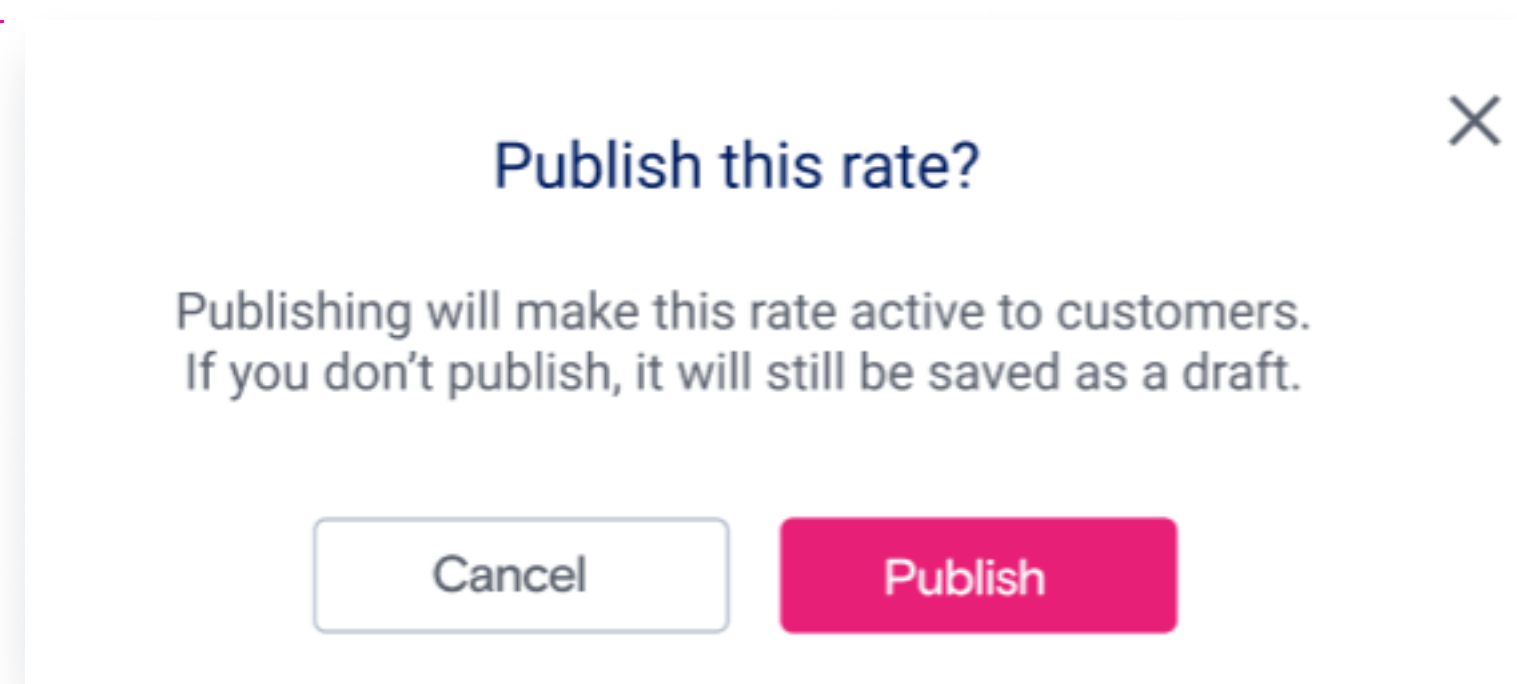 Publish this rate?
Publishing will make this rate active to customers.
If you don’t publish, it will still be saved as a draft.
Cancel
Publish